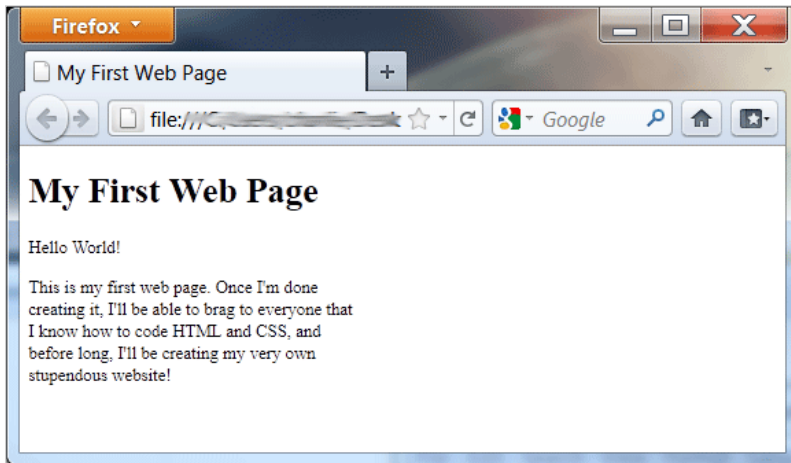 Firefox
My First Web Page
file:///C
Google
My First Web Page
Hello World!
This is my first web page. Once I'm done
creating it, I'll be able to brag to everyone that
I know how to code HTML and CSS, and
before long, I'll be creating my very own
stupendous website!